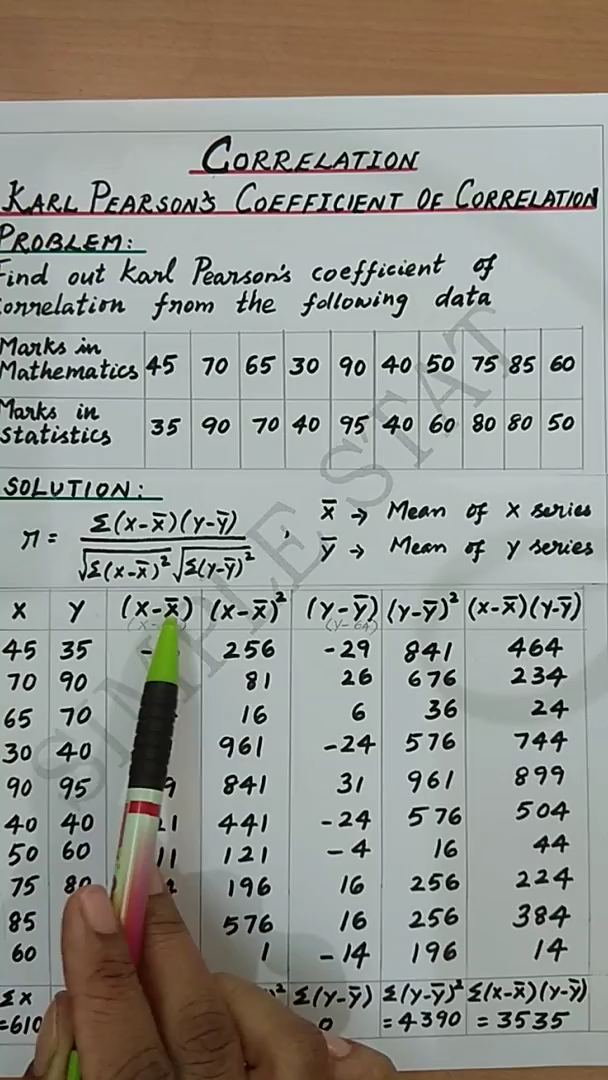 CORRELATION
KARL PEARSON'S COEFFICIENT OF CORRELATION
PROBLEM:
Find out Karl Pearson's coefficient of
correlation from the following data
Marks in Mathematics 45 70 65 30 90 40 50 75 85 60
Marks in Statistics 35 90 70 40 95 40 60 80 80 50
SOLUTION:
r = Σ(x-x̄)(y-ȳ) / √Σ(x-x̄)² √Σ(y-ȳ)² , x̄ → Mean of x series
ȳ → Mean of y series
x y (x-x̄) (x-x̄)² (y-ȳ) (y-ȳ)² (x-x̄)(y-ȳ)
(y-64)
45 35 256 -29 841 464
70 90 81 26 676 234
65 70 16 6 36 24
30 40 961 -24 576 744
90 95 841 31 961 899
40 40 441 -24 576 504
50 60 121 -4 16 44
75 80 196 16 256 224
85 576 16 256 384
60 1 -14 196 14
Σx Σ(y-ȳ) Σ(y-ȳ)² Σ(x-x̄)(y-ȳ)
=610 0 =4390 =3535
SIMPLE STAT